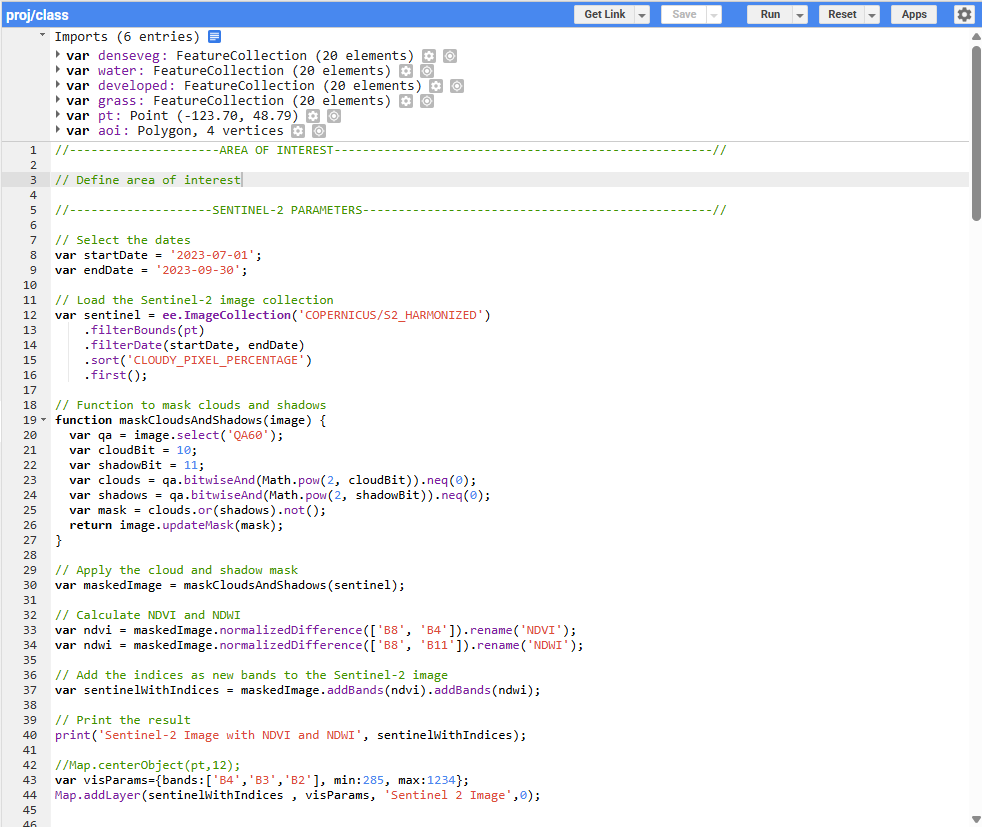 proj/class
Get Link Save Run Reset Apps
Imports (6 entries)
var denseveg: FeatureCollection (20 elements)
var water: FeatureCollection (20 elements)
var developed: FeatureCollection (20 elements)
var grass: FeatureCollection (20 elements)
var pt: Point (-123.70, 48.79)
var aoi: Polygon, 4 vertices
1 //---------------------AREA OF INTEREST-----------------------------------------------------//
2
3 // Define area of interest
4
5 //--------------------SENTINEL-2 PARAMETERS-------------------------------------------------//
6
7 // Select the dates
8 var startDate = '2023-07-01';
9 var endDate = '2023-09-30';
10
11 // Load the Sentinel-2 image collection
12 var sentinel = ee.ImageCollection('COPERNICUS/S2_HARMONIZED')
13     .filterBounds(pt)
14     .filterDate(startDate, endDate)
15     .sort('CLOUDY_PIXEL_PERCENTAGE')
16     .first();
17
18 // Function to mask clouds and shadows
19 function maskCloudsAndShadows(image) {
20   var qa = image.select('QA60');
21   var cloudBit = 10;
22   var shadowBit = 11;
23   var clouds = qa.bitwiseAnd(Math.pow(2, cloudBit)).neq(0);
24   var shadows = qa.bitwiseAnd(Math.pow(2, shadowBit)).neq(0);
25   var mask = clouds.or(shadows).not();
26   return image.updateMask(mask);
27 }
28
29 // Apply the cloud and shadow mask
30 var maskedImage = maskCloudsAndShadows(sentinel);
31
32 // Calculate NDVI and NDWI
33 var ndvi = maskedImage.normalizedDifference(['B8', 'B4']).rename('NDVI');
34 var ndwi = maskedImage.normalizedDifference(['B8', 'B11']).rename('NDWI');
35
36 // Add the indices as new bands to the Sentinel-2 image
37 var sentinelWithIndices = maskedImage.addBands(ndvi).addBands(ndwi);
38
39 // Print the result
40 print('Sentinel-2 Image with NDVI and NDWI', sentinelWithIndices);
41
42 //Map.centerObject(pt,12);
43 var visParams={bands:['B4','B3','B2'], min:285, max:1234};
44 Map.addLayer(sentinelWithIndices , visParams, 'Sentinel 2 Image',0);
45
46